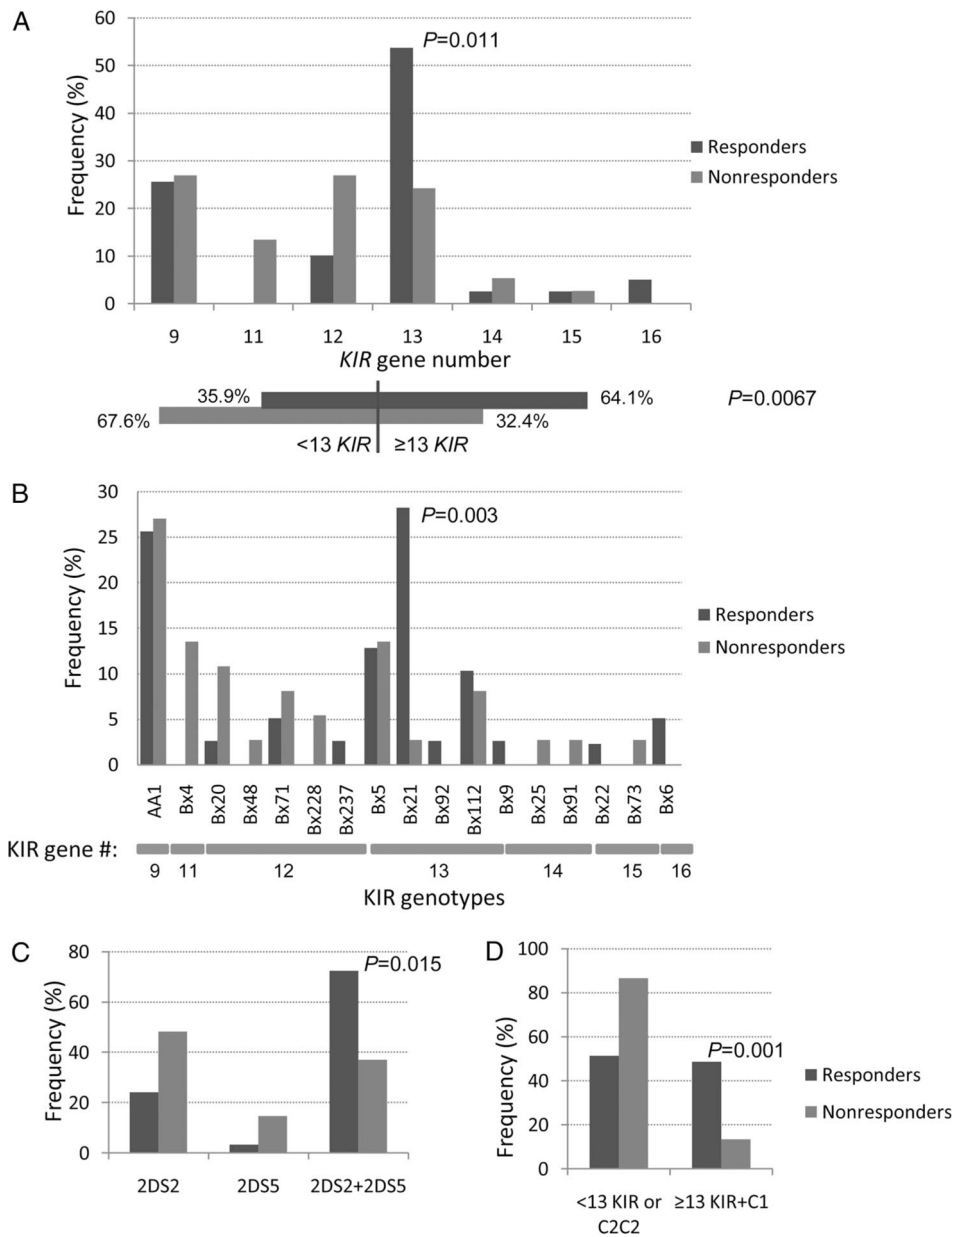 A
60
50
40
30
20
10
0
Frequency (%)
P=0.011
Responders
Nonresponders
9 11 12 13 14 15 16
KIR gene number
35.9% 64.1% P=0.0067
67.6% 32.4%
<13 KIR ≥13 KIR
B
30
25
20
15
10
5
0
Frequency (%)
P=0.003
Responders
Nonresponders
AA1 Bx4 Bx20 Bx48 Bx71 Bx228 Bx237 Bx5 Bx21 Bx92 Bx112 Bx9 Bx25 Bx91 Bx22 Bx73 Bx6
KIR gene #:
9 11 12 13 14 15 16
KIR genotypes
C
80
60
40
20
0
Frequency (%)
P=0.015
2DS2 2DS5 2DS2+2DS5
D
100
80
60
40
20
0
Frequency (%)
P=0.001
Responders
Nonresponders
<13 KIR or ≥13 KIR+C1
C2C2